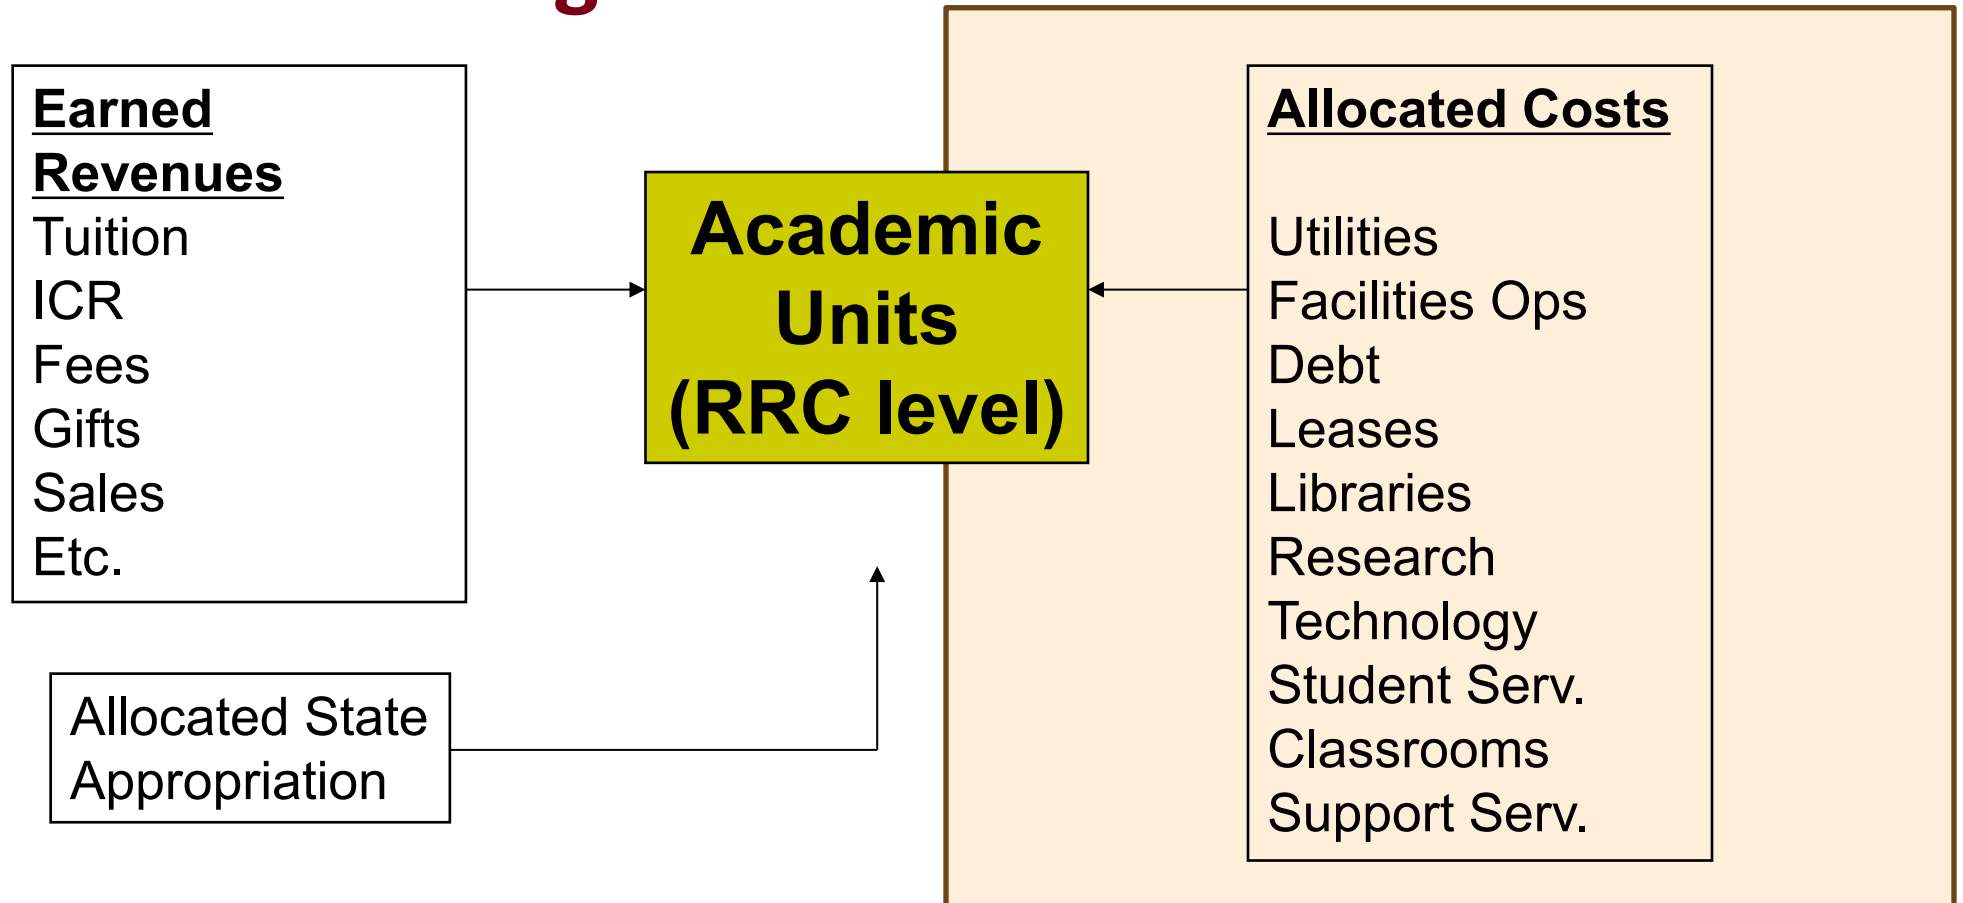 Earned
Revenues
Tuition
ICR
Fees
Gifts
Sales
Etc.
Allocated State
Appropriation
Academic
Units
(RRC level)
Allocated Costs
Utilities
Facilities Ops
Debt
Leases
Libraries
Research
Technology
Student Serv.
Classrooms
Support Serv.